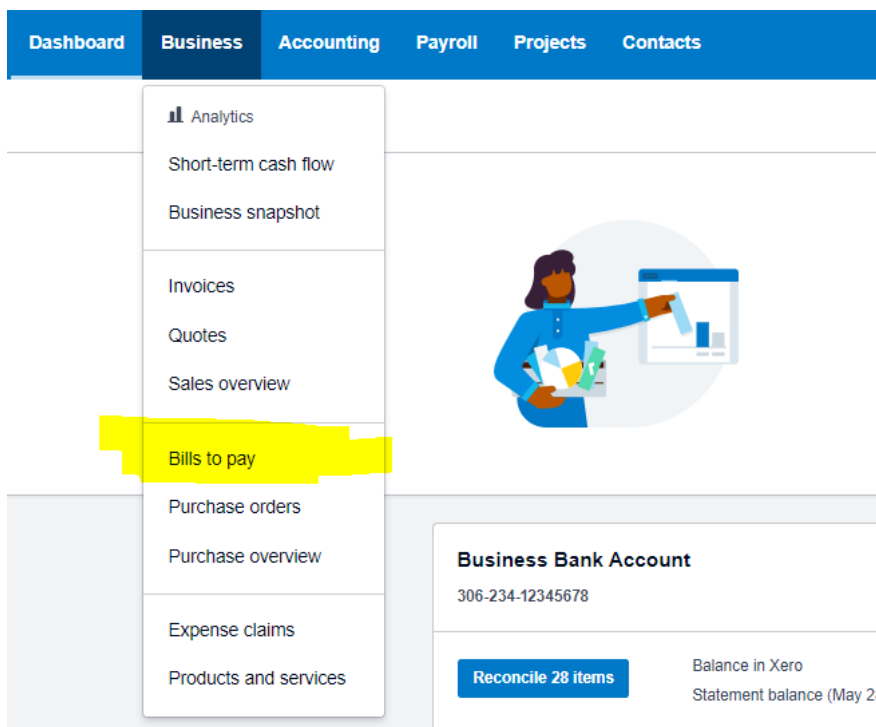 Dashboard Business Accounting Payroll Projects Contacts
Analytics
Short-term cash flow
Business snapshot
Invoices
Quotes
Sales overview
Bills to pay
Purchase orders
Purchase overview
Expense claims
Products and services
Business Bank Account
306-234-12345678
Reconcile 28 items
Balance in Xero
Statement balance (May